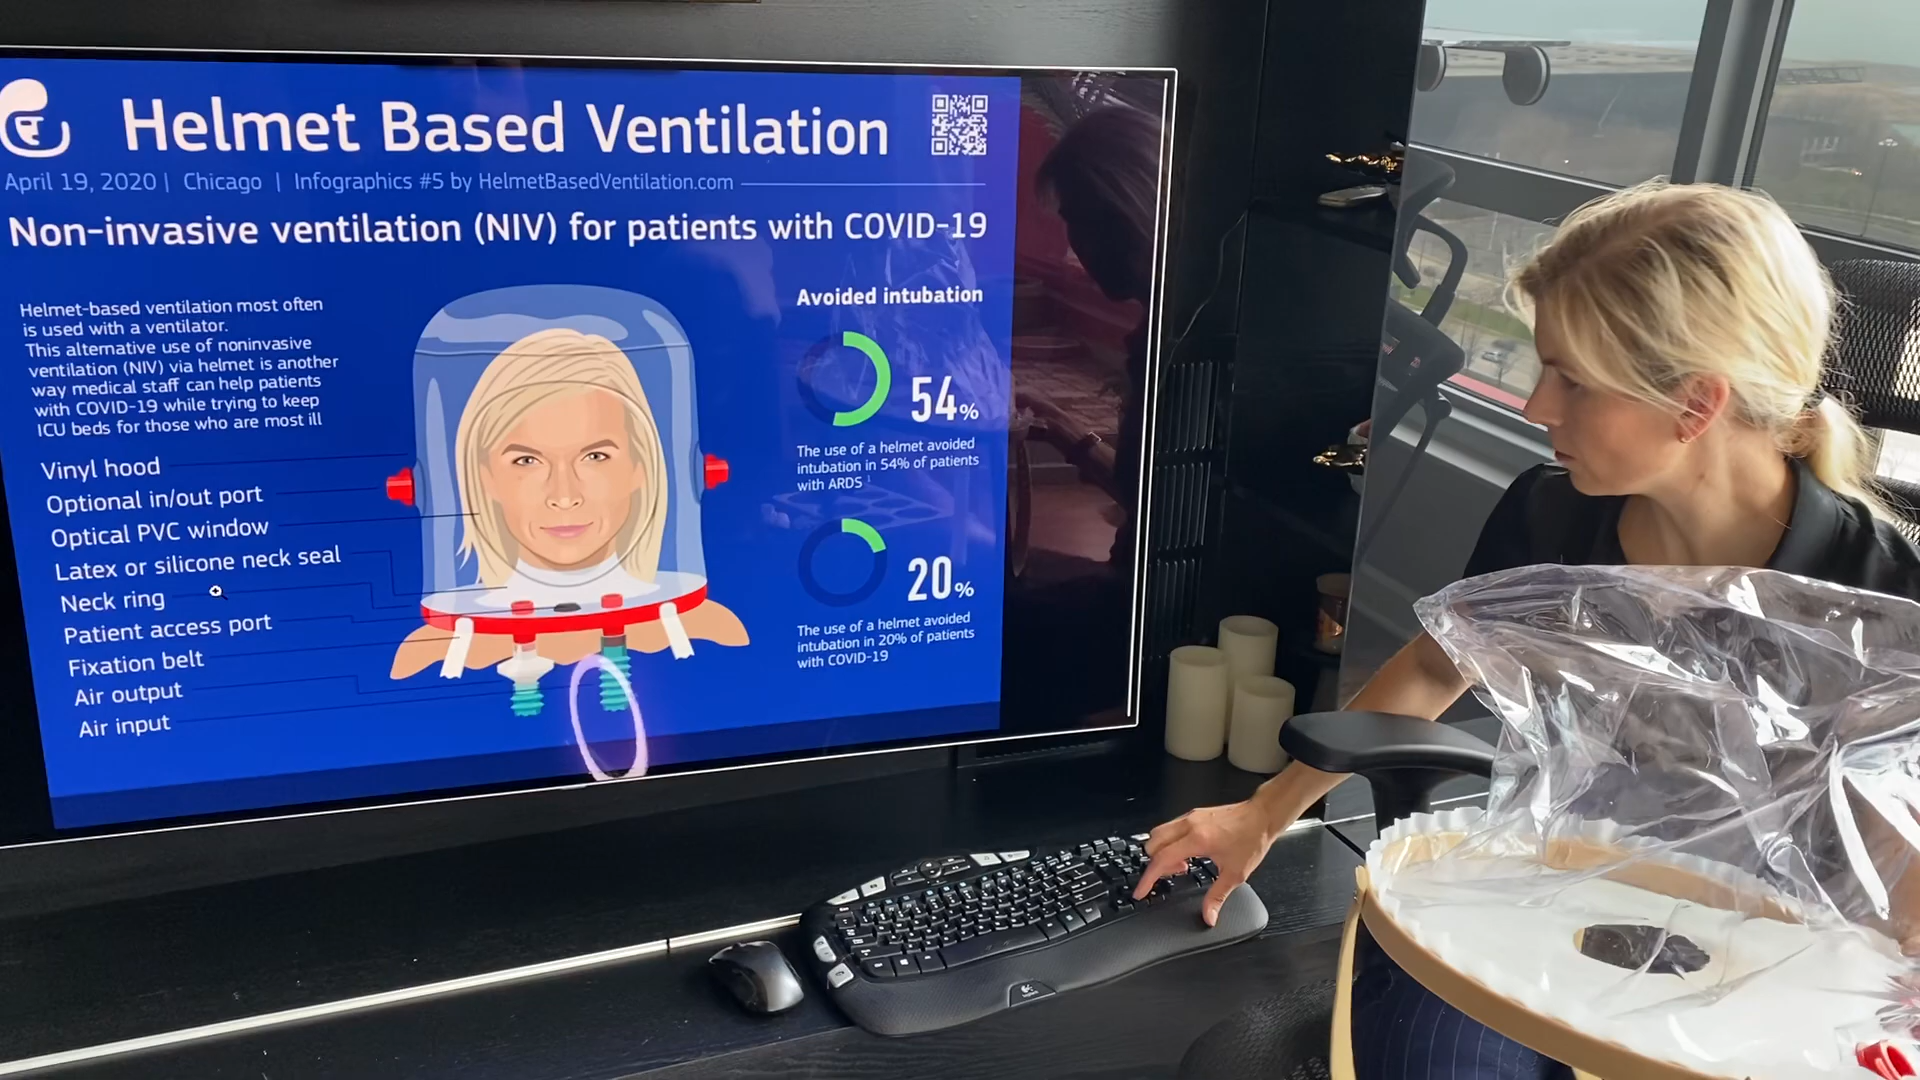 Helmet Based Ventilation
April 19, 2020 | Chicago | Infographics #5 by HelmetBasedVentilation.com
Non-invasive ventilation (NIV) for patients with COVID-19
Helmet-based ventilation most often
is used with a ventilator.
This alternative use of noninvasive
ventilation (NIV) via helmet is another
way medical staff can help patients
with COVID-19 while trying to keep
ICU beds for those who are most ill
Vinyl hood
Optional in/out port
Optical PVC window
Latex or silicone neck seal
Neck ring
Patient access port
Fixation belt
Air output
Air input
Avoided intubation
54%
The use of a helmet avoided
intubation in 54% of patients
with ARDS ¹
20%
The use of a helmet avoided
intubation in 20% of patients
with COVID-19